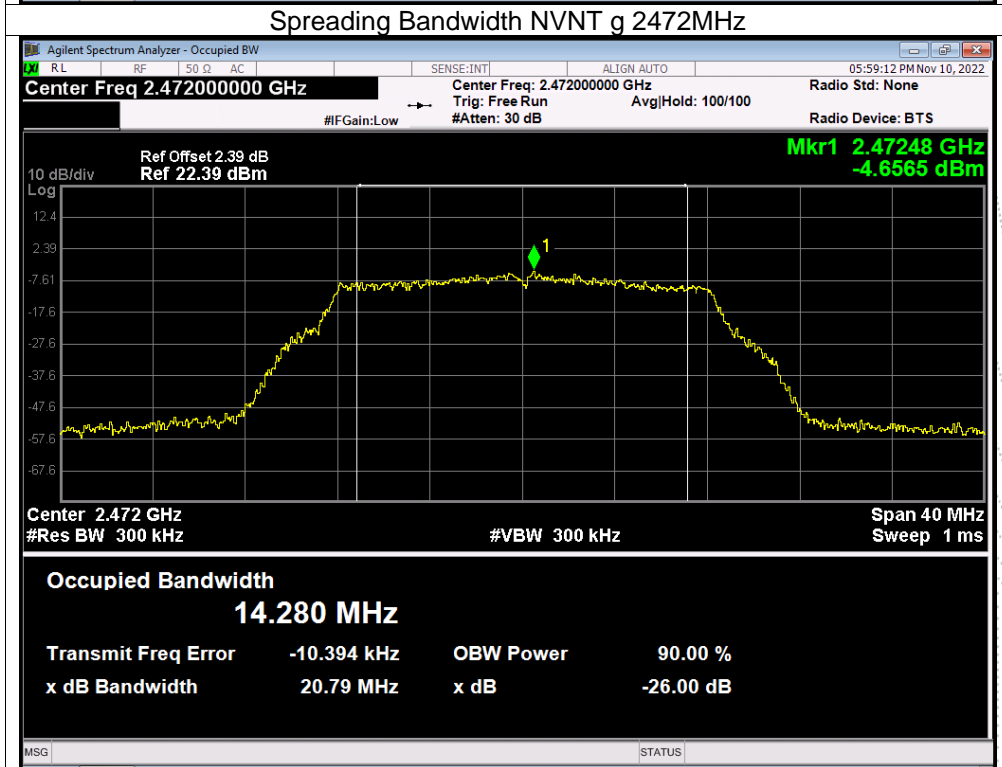 Spreading Bandwidth NVNT g 2472MHz
Agilent Spectrum Analyzer - Occupied BW
LXI RL RF 50 Ω AC SENSE:INT ALIGN AUTO 05:59:12 PM Nov 10, 2022
Center Freq 2.472000000 GHz Center Freq: 2.472000000 GHz Radio Std: None
Trig: Free Run Avg|Hold: 100/100
#IFGain:Low #Atten: 30 dB Radio Device: BTS
Mkr1 2.47248 GHz
-4.6565 dBm
Ref Offset 2.39 dB
10 dB/div Ref 22.39 dBm
Log
12.4
2.39
1
-7.61
-17.6
-27.6
-37.6
-47.6
-57.6
-67.6
Center 2.472 GHz Span 40 MHz
#Res BW 300 kHz #VBW 300 kHz Sweep 1 ms
Occupied Bandwidth
14.280 MHz
Transmit Freq Error -10.394 kHz OBW Power 90.00 %
x dB Bandwidth 20.79 MHz x dB -26.00 dB
MSG STATUS